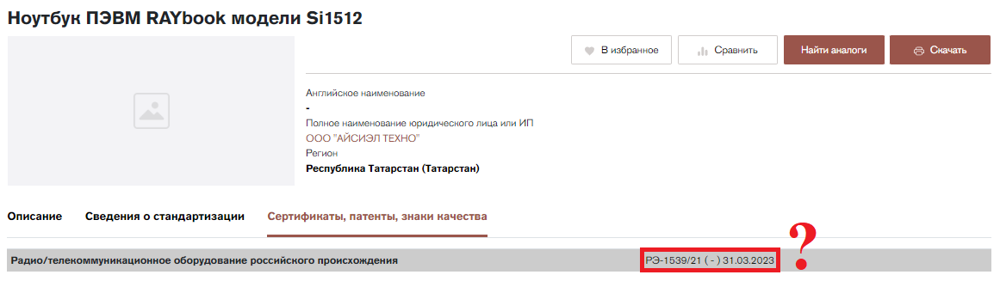 Ноутбук ПЭВМ RAYbook модели Si1512
В избранное
Сравнить
Найти аналоги
Скачать
Английское наименование
-
Полное наименование юридического лица или ИП
ООО "АЙСИЭЛ ТЕХНО"
Регион
Республика Татарстан (Татарстан)
Описание
Сведения о стандартизации
Сертификаты, патенты, знаки качества
Радио/телекоммуникационное оборудование российского происхождения
РЭ-1539/21 ( - ) 31.03.2023
?